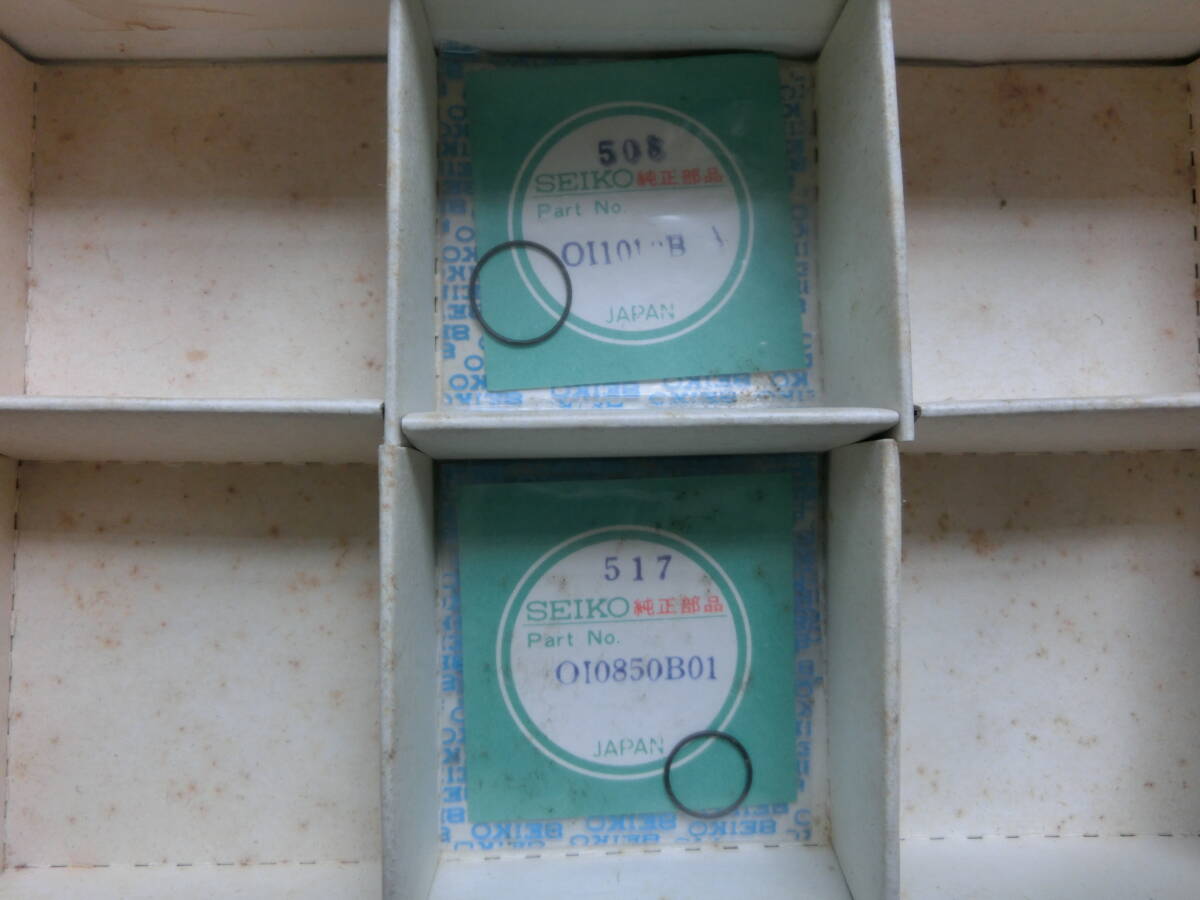 508
SEIKO 純正部品
Part No.
JAPAN
517
SEIKO 純正部品
Part No.
OI0850B01
JAPAN